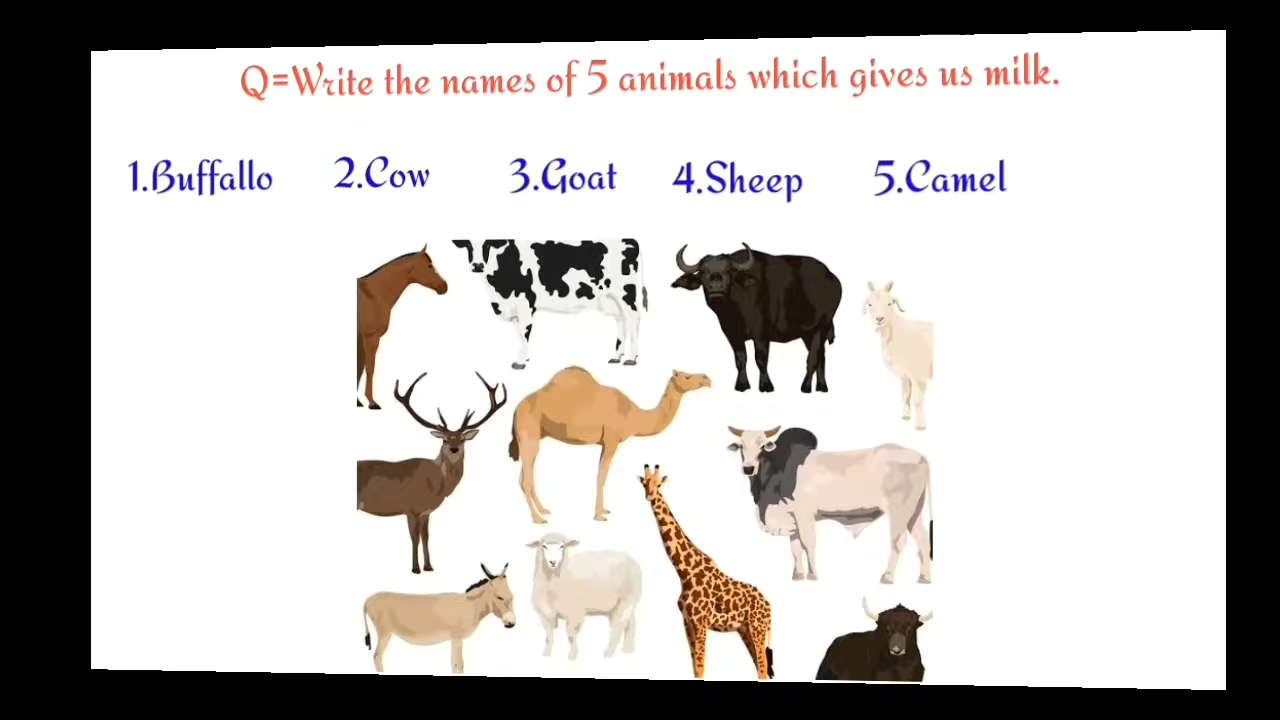 Q=Write the names of 5 animals which gives us milk.
1.Buffallo 2.Cow 3.Goat 4.Sheep 5.Camel